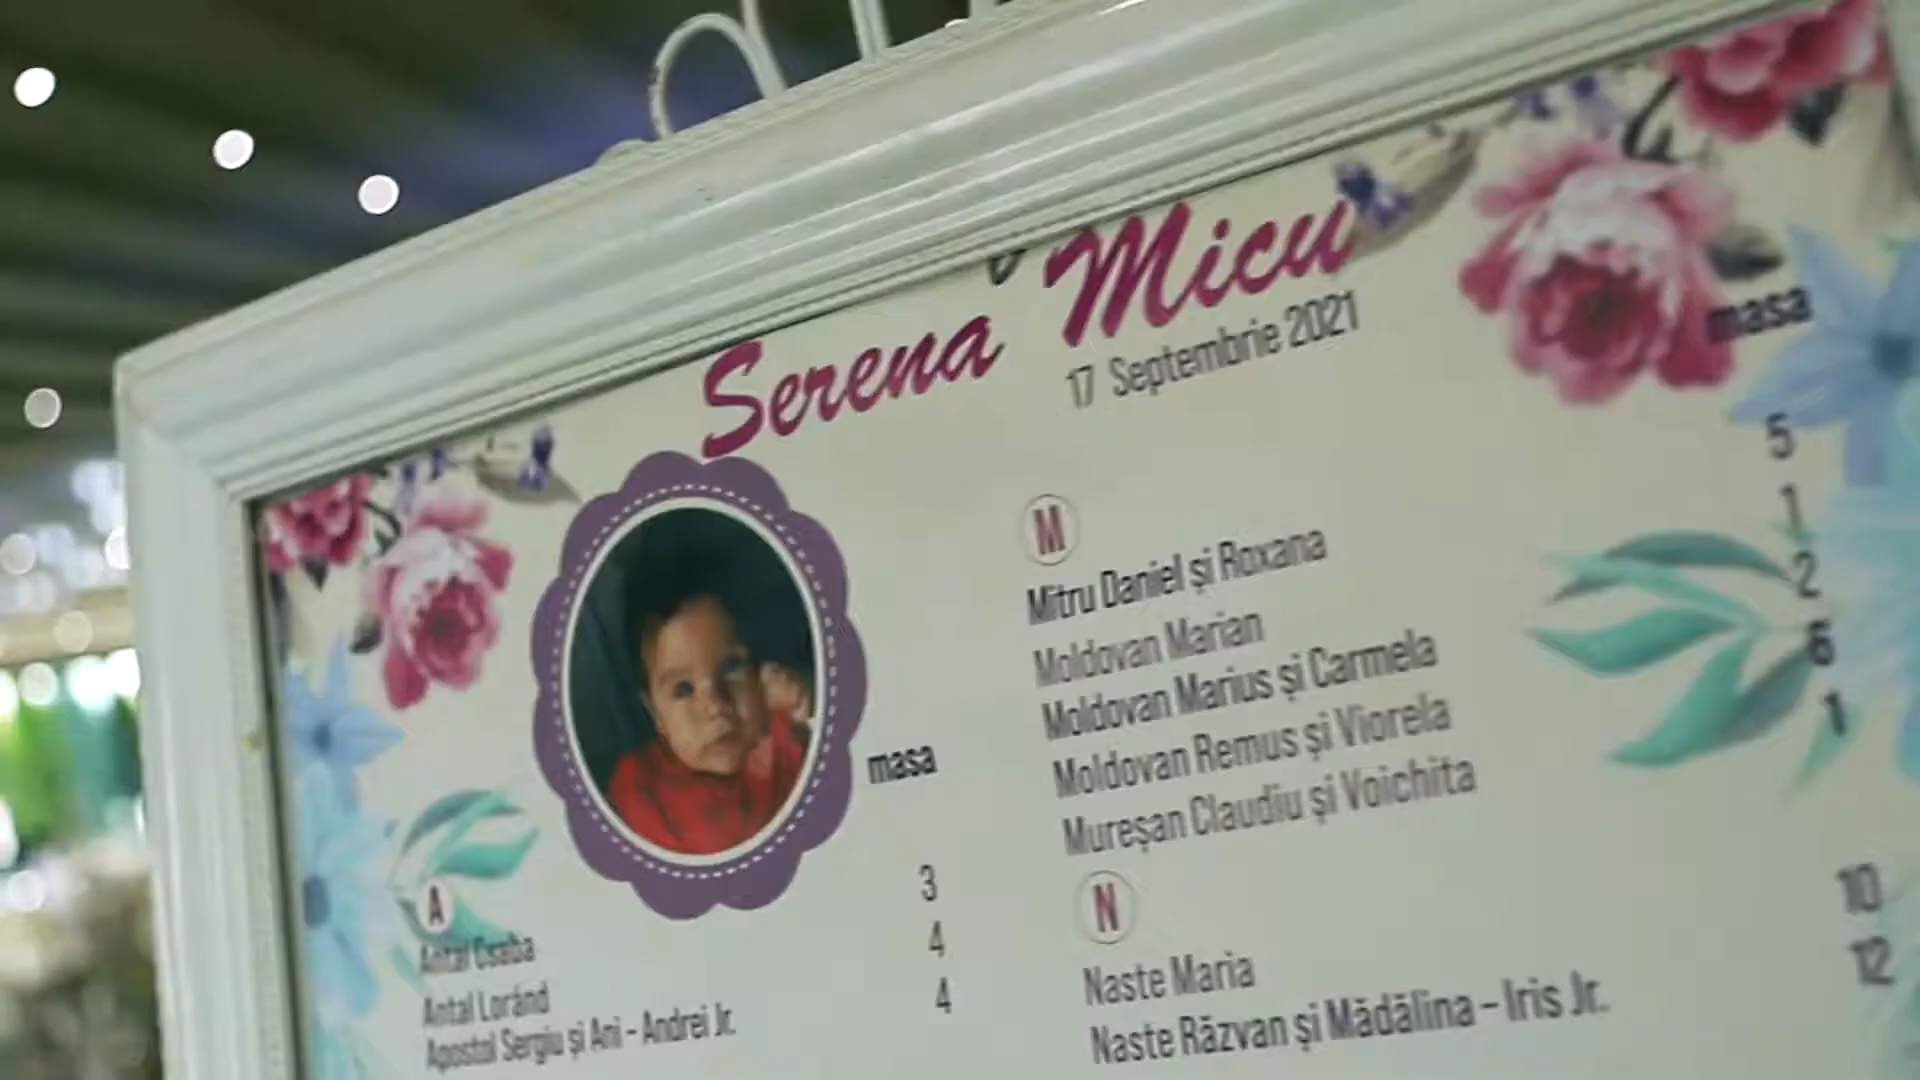 Serena Micu
17 Septembrie 2021
masa
A
Antal Csaba 3
Antal Loránd 4
Apostol Sergiu și Ani - Andrei Jr. 4
masa
M
Mitru Daniel și Roxana 5
Moldovan Marian 1
Moldovan Marius și Carmela 2
Moldovan Remus și Viorela 6
Mureșan Claudiu și Voichita 1
N
Naste Maria 10
Naste Răzvan și Mădălina - Iris Jr. 12